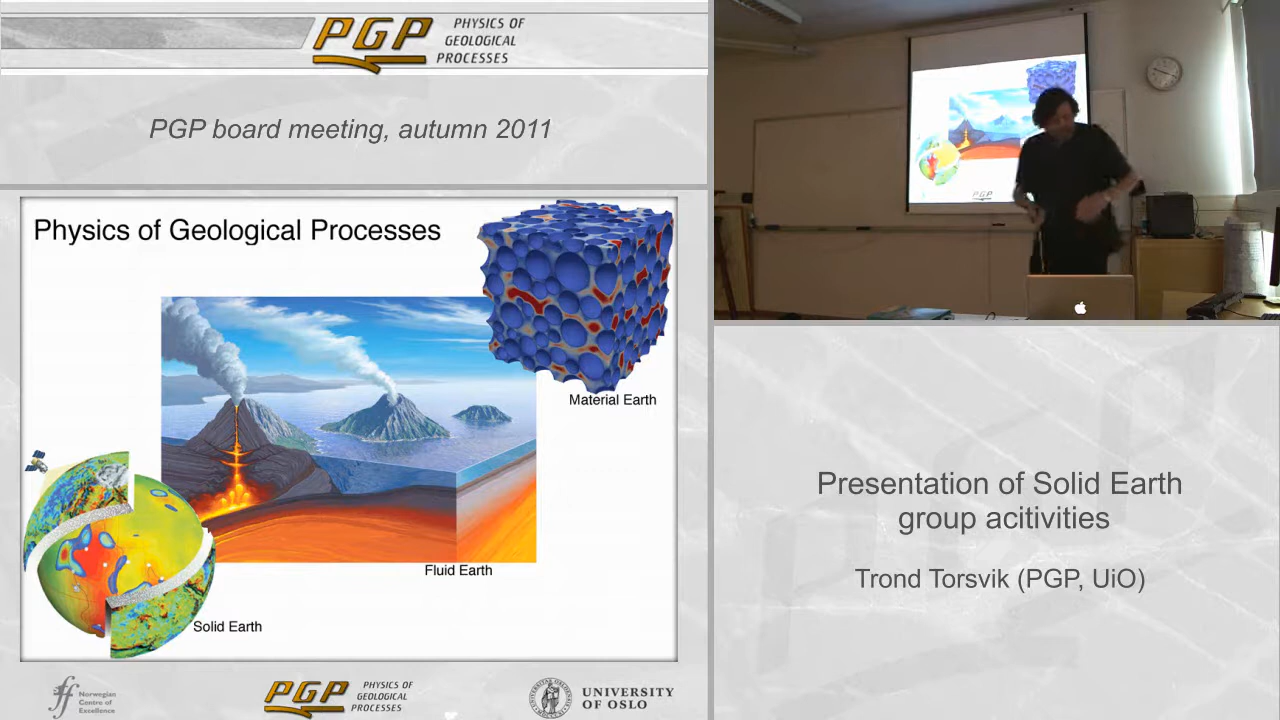 PGP PHYSICS OF
GEOLOGICAL
PROCESSES
PGP board meeting, autumn 2011
Physics of Geological Processes
Material Earth
Fluid Earth
Solid Earth
PGP
Presentation of Solid Earth
group acitivities
Trond Torsvik (PGP, UiO)
Norwegian
Centre of
Excellence
PGP PHYSICS OF
GEOLOGICAL
PROCESSES
UNIVERSITY
OF OSLO